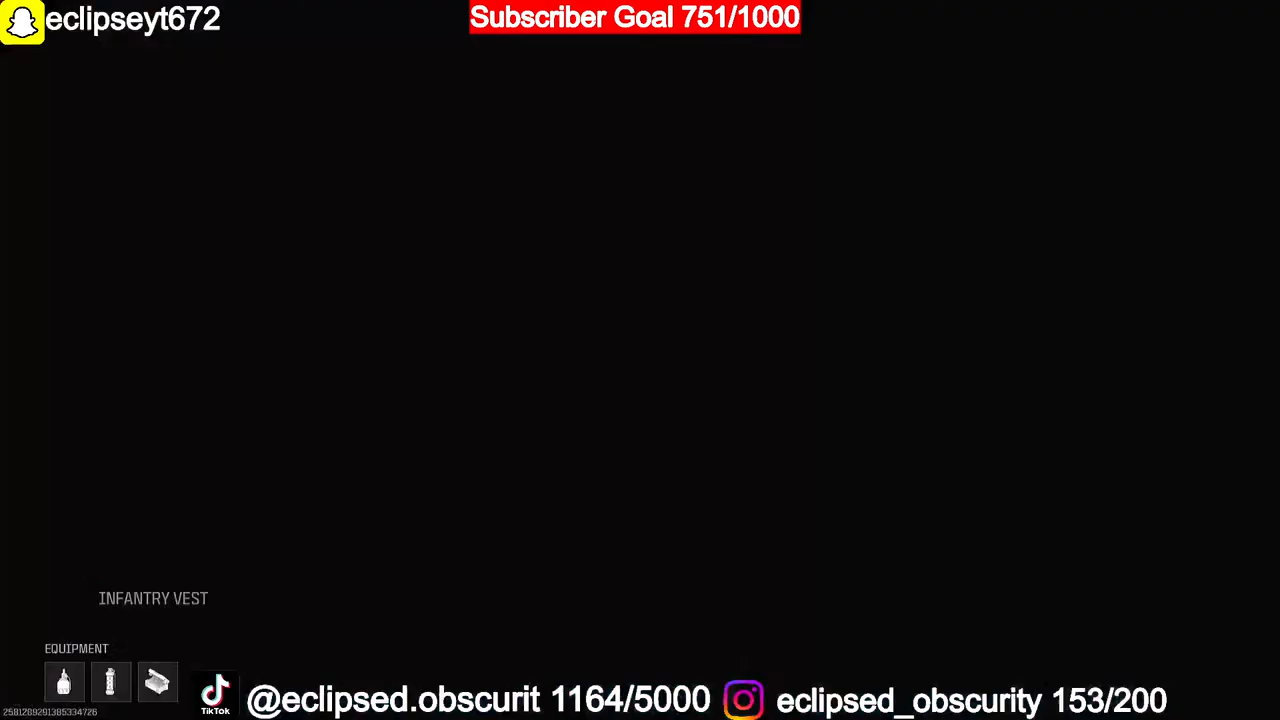 eclipseyt672
Subscriber Goal 751/1000
INFANTRY VEST
EQUIPMENT
TikTok
@eclipsed.obscurit 1164/5000
eclipsed_obscurity 153/200